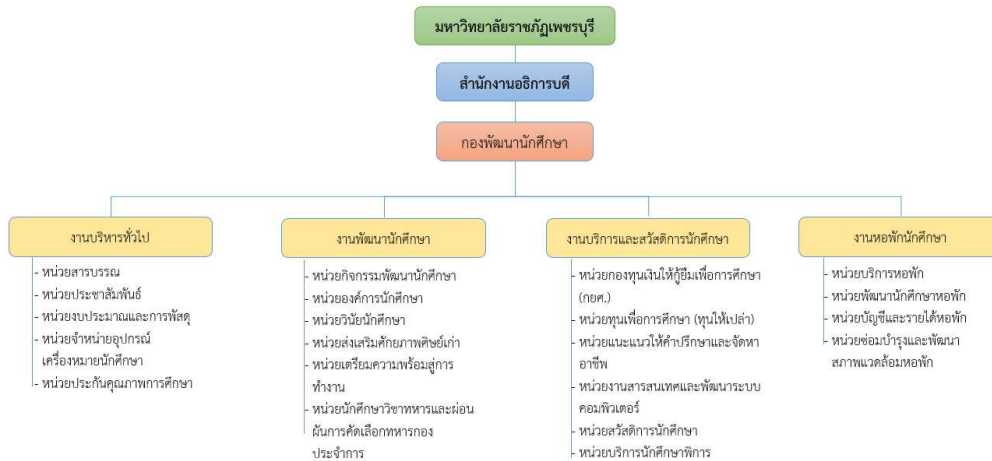 มหาวิทยาลัยราชภัฏเพชรบุรี
สำนักงานอธิการบดี
กองพัฒนานักศึกษา
งานบริหารทั่วไป
- หน่วยสารบรรณ
- หน่วยประชาสัมพันธ์
- หน่วยงบประมาณและการพัสดุ
- หน่วยจำหน่ายอุปกรณ์
เครื่องหมายนักศึกษา
- หน่วยประกันคุณภาพการศึกษา
งานพัฒนานักศึกษา
- หน่วยกิจกรรมพัฒนานักศึกษา
- หน่วยองค์การนักศึกษา
- หน่วยวินัยนักศึกษา
- หน่วยส่งเสริมศักยภาพศิษย์เก่า
- หน่วยเตรียมความพร้อมสู่การ
ทำงาน
- หน่วยนักศึกษาวิชาทหารและผ่อน
ผันการคัดเลือกทหารกอง
ประจำการ
งานบริการและสวัสดิการนักศึกษา
- หน่วยกองทุนเงินให้กู้ยืมเพื่อการศึกษา
(กยศ.)
- หน่วยทุนเพื่อการศึกษา (ทุนให้เปล่า)
- หน่วยแนะแนวให้คำปรึกษาและจัดหา
อาชีพ
- หน่วยงานสารสนเทศและพัฒนาระบบ
คอมพิวเตอร์
- หน่วยสวัสดิการนักศึกษา
- หน่วยบริการนักศึกษาพิการ
งานหอพักนักศึกษา
- หน่วยบริการหอพัก
- หน่วยพัฒนานักศึกษาหอพัก
- หน่วยบัญชีและรายได้หอพัก
- หน่วยซ่อมบำรุงและพัฒนา
สภาพแวดล้อมหอพัก